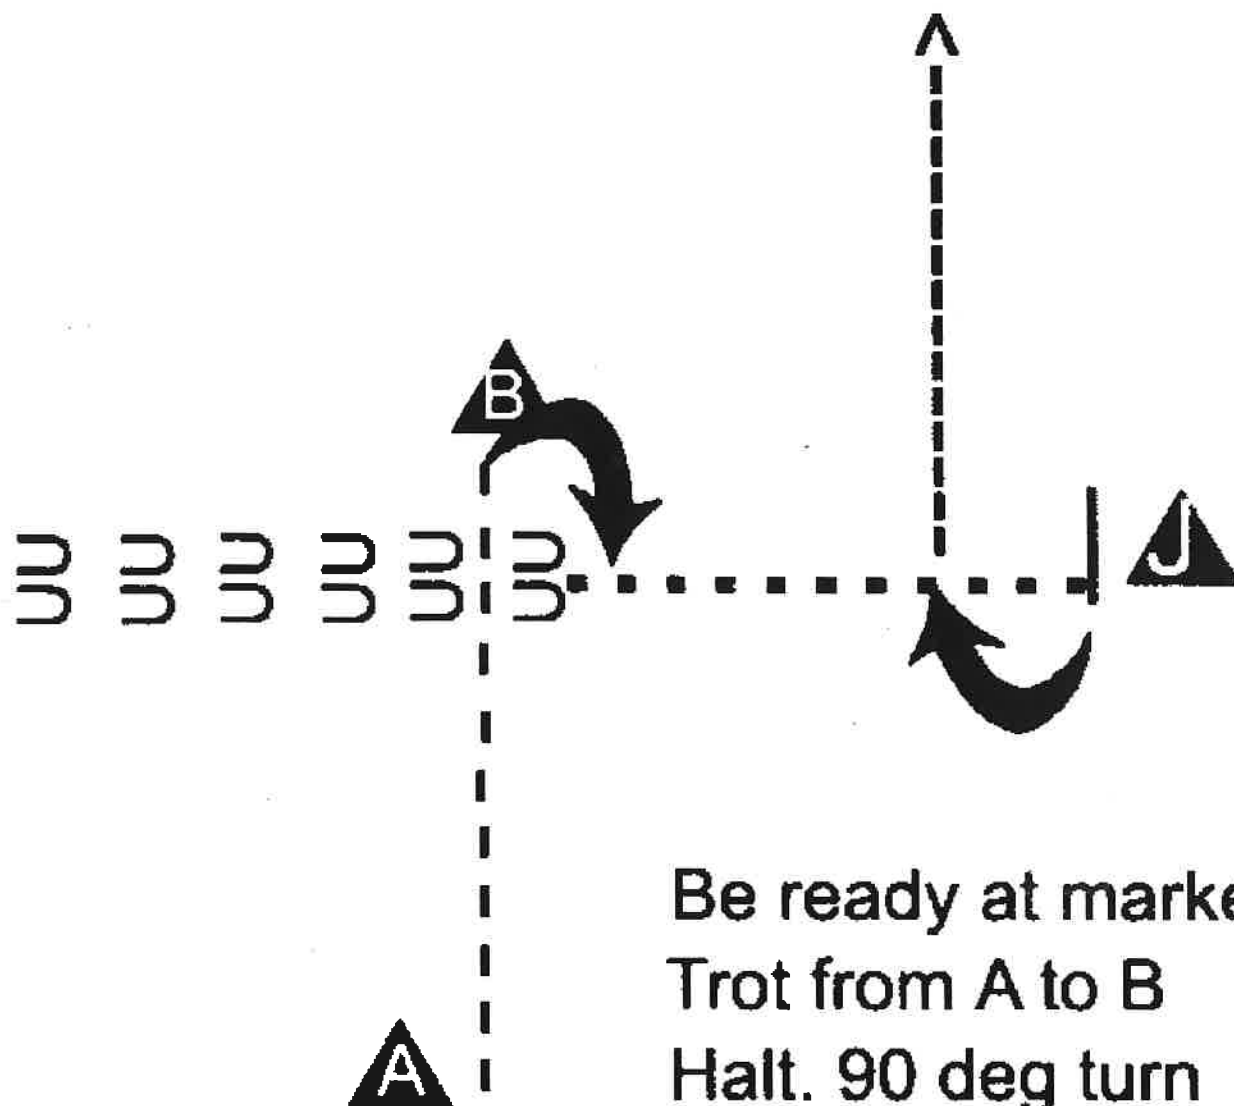 B
J
A
Be ready at marke
Trot from A to B
Halt. 90 deg turn